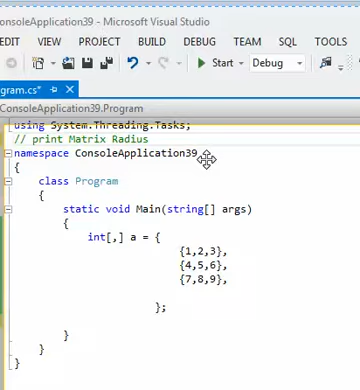 ConsoleApplication39 - Microsoft Visual Studio
EDIT VIEW PROJECT BUILD DEBUG TEAM SQL TOOLS
Start Debug
gram.cs*
ConsoleApplication39.Program
using System.Threading.Tasks;
// print Matrix Radius
namespace ConsoleApplication39
{
class Program
{
static void Main(string[] args)
{
int[,] a = {
{1,2,3},
{4,5,6},
{7,8,9},
};
}
}
}